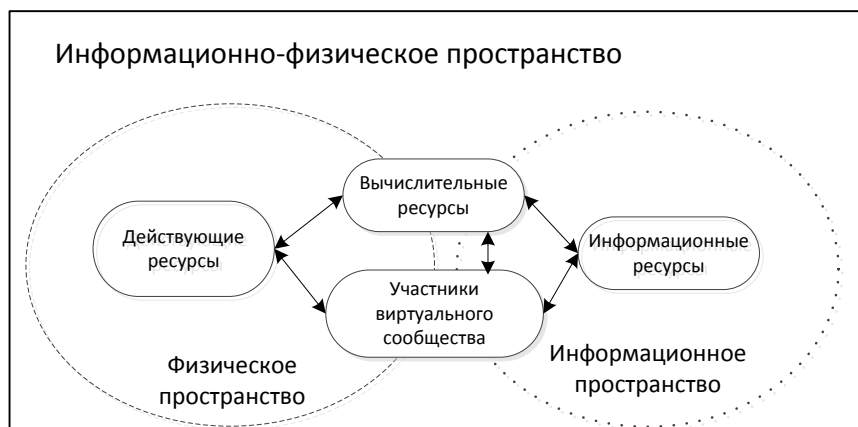 Информационно-физическое пространство
Вычислительные
ресурсы
Действующие
ресурсы
Информационные
ресурсы
Участники
виртуального
сообщества
Физическое
пространство
Информационное
пространство